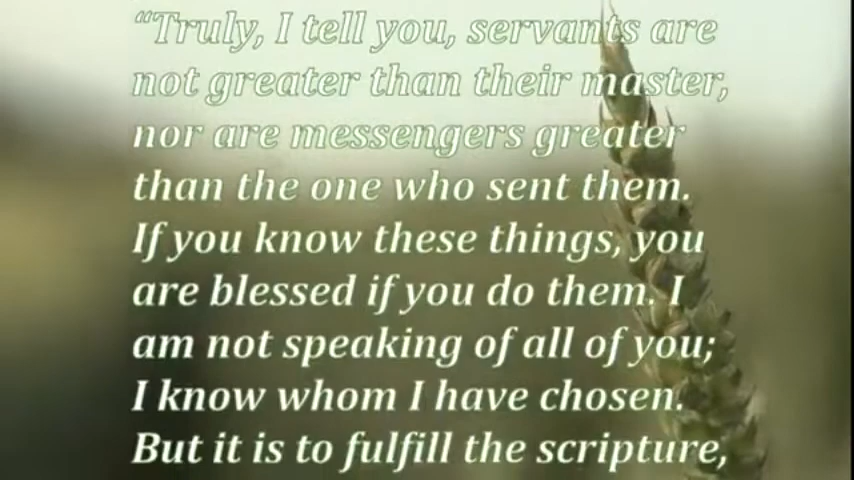 “Truly, I tell you, servants are
not greater than their master,
nor are messengers greater
than the one who sent them.
If you know these things, you
are blessed if you do them. I
am not speaking of all of you;
I know whom I have chosen.
But it is to fulfill the scripture,